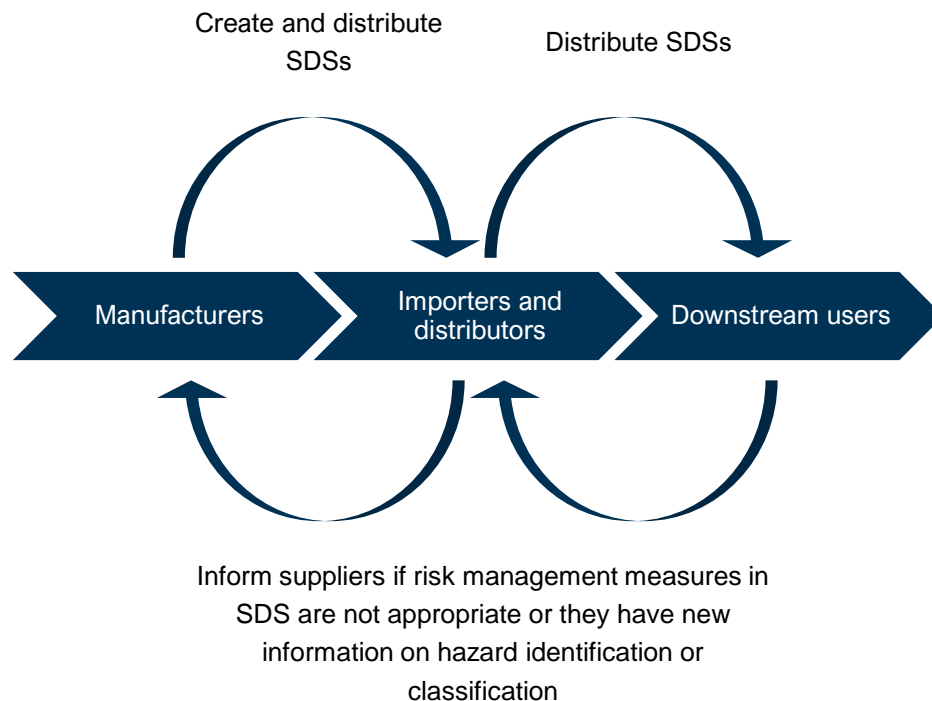 Create and distribute
SDSs
Distribute SDSs
Manufacturers
Importers and
distributors
Downstream users
Inform suppliers if risk management measures in
SDS are not appropriate or they have new
information on hazard identification or
classification